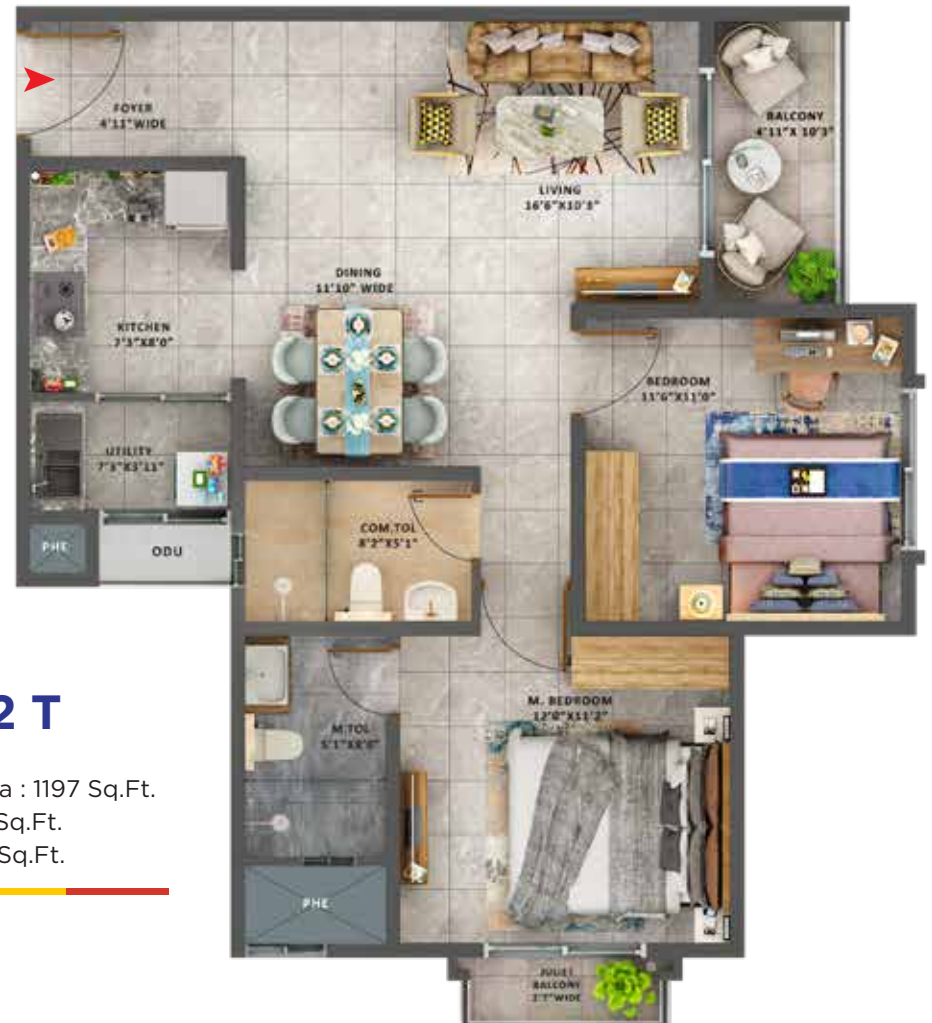 FOYER
4'11"WIDE
BALCONY
4'11"X 10'3"
LIVING
16'6"X10'3"
DINING
11'10" WIDE
KITCHEN
7'3"X8'0"
BEDROOM
11'6"X11'0"
UTILITY
7'3"X3'11"
COM.TOL
8'2"X5'1"
PHE
ODU
M. BEDROOM
12'0"X11'2"
M.TOL
5'1"X8'0"
2 T
a : 1197 Sq.Ft.
Sq.Ft.
Sq.Ft.
PHE
JULIET
BALCONY
WIDE